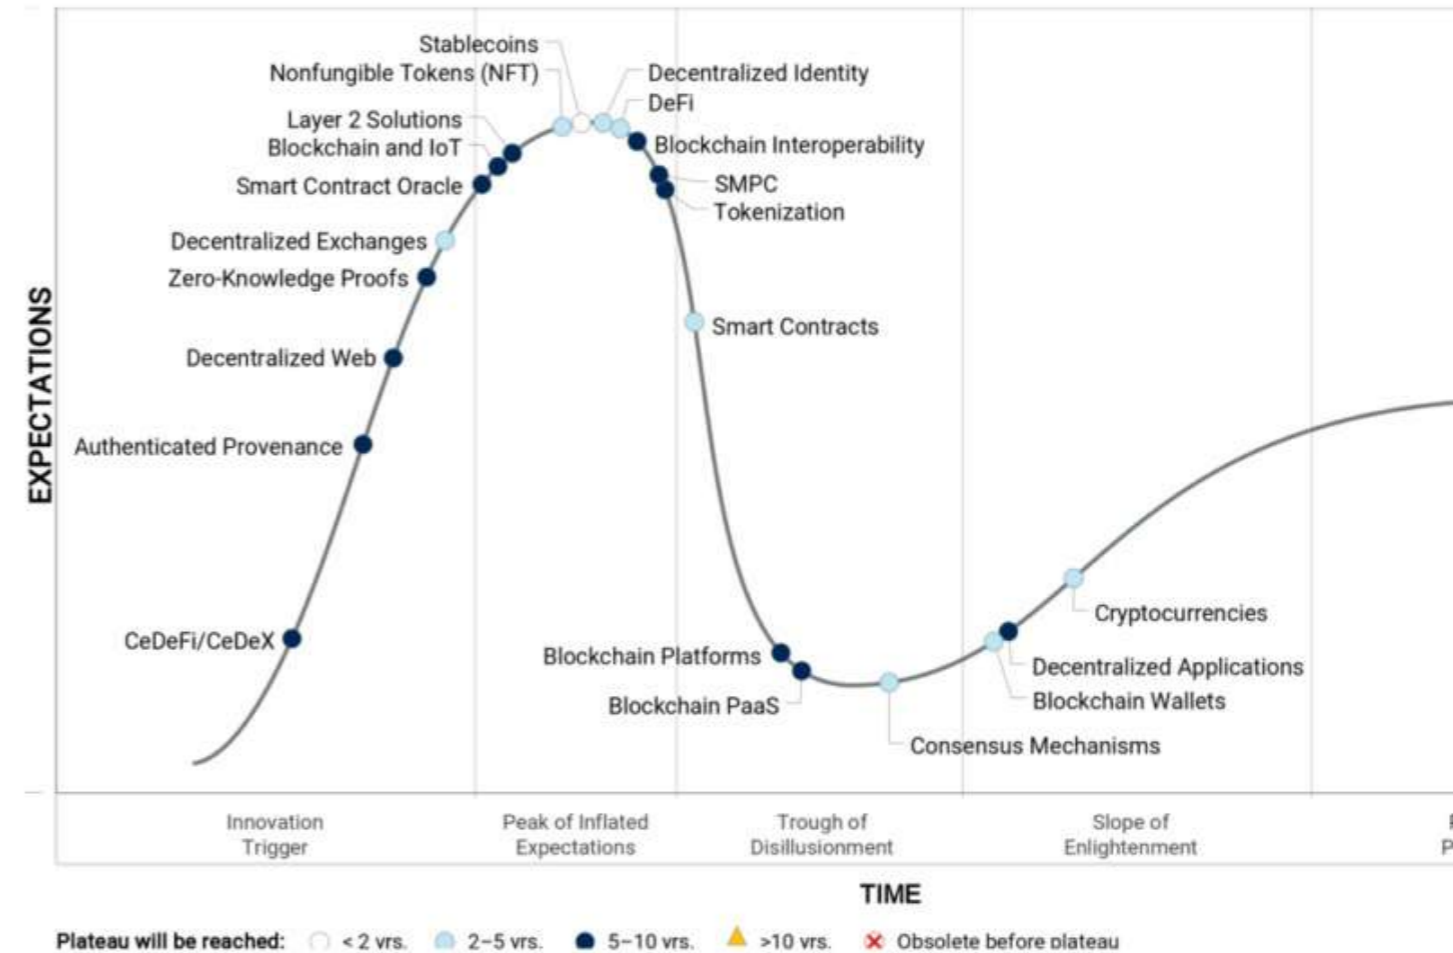 Stablecoins
Nonfungible Tokens (NFT)
Decentralized Identity
DeFi
Layer 2 Solutions
Blockchain and IoT
Blockchain Interoperability
Smart Contract Oracle
SMPC
Tokenization
Decentralized Exchanges
Zero-Knowledge Proofs
Smart Contracts
Decentralized Web
Authenticated Provenance
CeDeFi/CeDeX
Cryptocurrencies
Blockchain Platforms
Decentralized Applications
Blockchain PaaS
Blockchain Wallets
Consensus Mechanisms
EXPECTATIONS
Innovation
Trigger
Peak of Inflated
Expectations
Trough of
Disillusionment
Slope of
Enlightenment
TIME
Plateau will be reached: < 2 yrs. 2–5 yrs. 5–10 yrs. >10 yrs. Obsolete before plateau